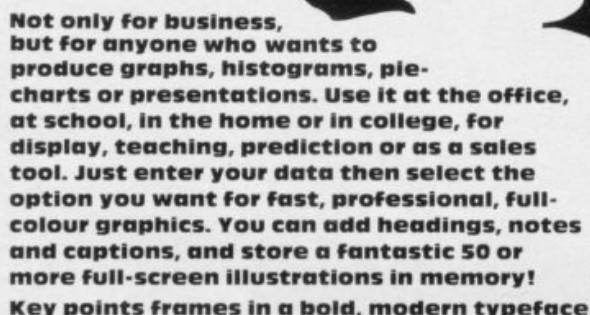 Not only for business,
but for anyone who wants to
produce graphs, histograms, pie-
charts or presentations. Use it at the office,
at school, in the home or in college, for
display, teaching, prediction or as a sales
tool. Just enter your data then select the
option you want for fast, professional, full-
colour graphics. You can add headings, notes
and captions, and store a fantastic 50 or
more full-screen illustrations in memory!
Key points frames in a bold, modern typeface